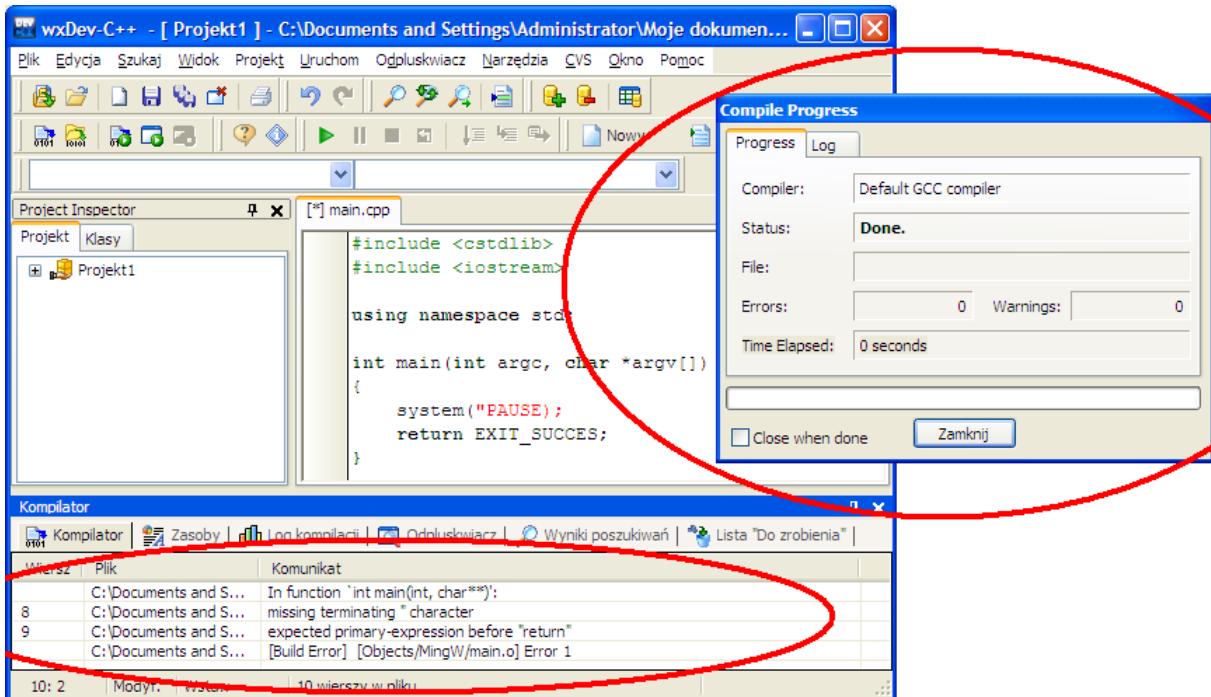 wxDev-C++ - [ Projekt1 ] - C:\Documents and Settings\Administrator\Moje dokumen...
Plik Edycja Szukaj Widok Projekt Uruchom Odpluskwiacz Narzędzia CVS Okno Pomoc
Nowy
Project Inspector
Projekt Klasy
Projekt1
[*] main.cpp
#include <cstdlib>
#include <iostream>
using namespace std;
int main(int argc, char *argv[])
{
system("PAUSE);
return EXIT_SUCCES;
}
Compile Progress
Progress Log
Compiler: Default GCC compiler
Status: Done.
File:
Errors: 0 Warnings: 0
Time Elapsed: 0 seconds
Close when done Zamknij
Kompilator
Kompilator Zasoby Log kompilacji Odpluskwiacz Wyniki poszukiwań Lista "Do zrobienia"
Wiersz Plik Komunikat
C:\Documents and S... In function `int main(int, char**)':
8 C:\Documents and S... missing terminating " character
9 C:\Documents and S... expected primary-expression before "return"
C:\Documents and S... [Build Error] [Objects/MingW/main.o] Error 1
10: 2 Modyf. Wstaw 10 wierszy w pliku